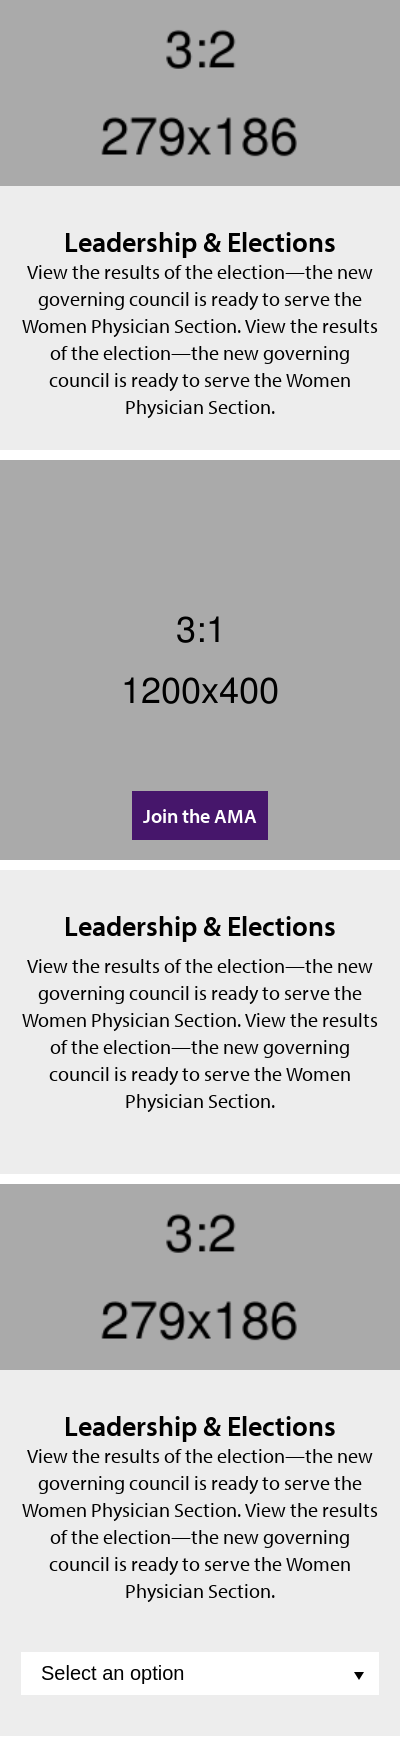 3:2
279x186
Leadership & Elections
View the results of the election—the new
governing council is ready to serve the
Women Physician Section. View the results
of the election—the new governing
council is ready to serve the Women
Physician Section.
3:1
1200x400
Join the AMA
Leadership & Elections
View the results of the election—the new
governing council is ready to serve the
Women Physician Section. View the results
of the election—the new governing
council is ready to serve the Women
Physician Section.
3:2
279x186
Leadership & Elections
View the results of the election—the new
governing council is ready to serve the
Women Physician Section. View the results
of the election—the new governing
council is ready to serve the Women
Physician Section.
Select an option